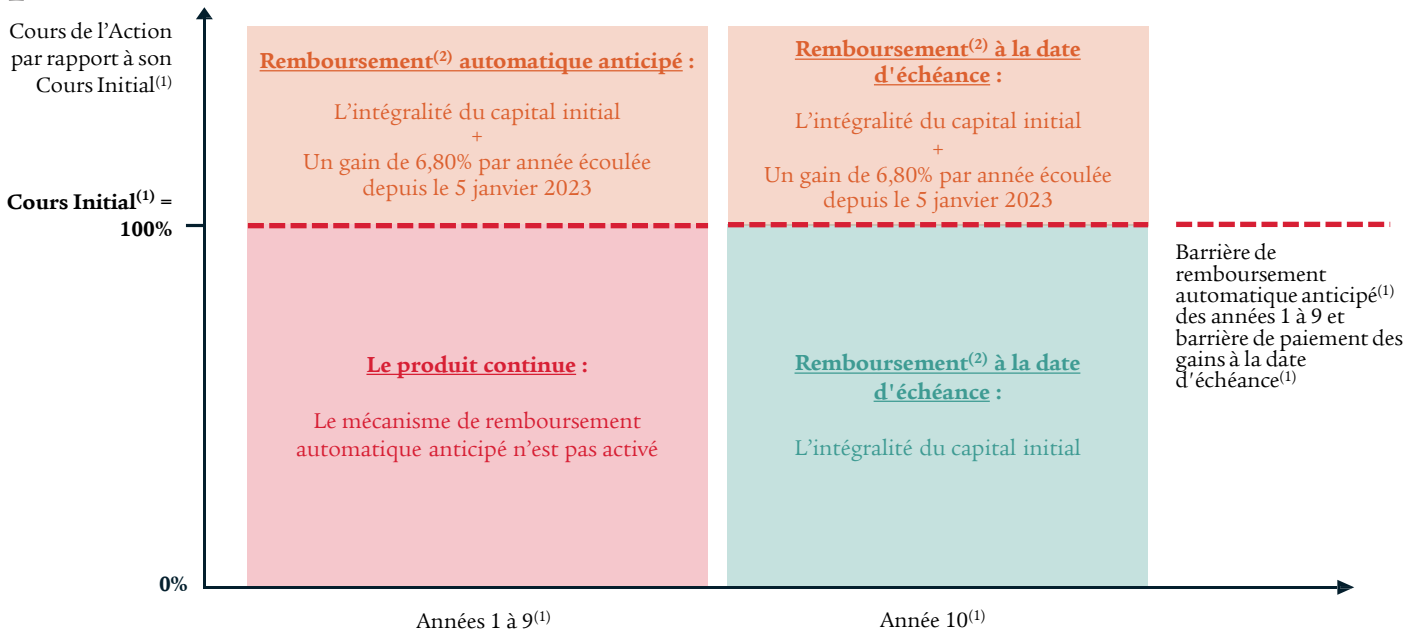 Cours de l’Action
par rapport à son
Cours Initial(1)
Remboursement(2) automatique anticipé :
L’intégralité du capital initial
+
Un gain de 6,80% par année écoulée
depuis le 5 janvier 2023
Remboursement(2) à la date
d'échéance :
L’intégralité du capital initial
+
Un gain de 6,80% par année écoulée
depuis le 5 janvier 2023
Cours Initial(1) =
100%
Barrière de
remboursement
automatique anticipé(1)
des années 1 à 9 et
barrière de paiement des
gains à la date
d’échéance(1)
Le produit continue :
Le mécanisme de remboursement
automatique anticipé n’est pas activé
Remboursement(2) à la date
d'échéance :
L’intégralité du capital initial
0%
Années 1 à 9(1)
Année 10(1)